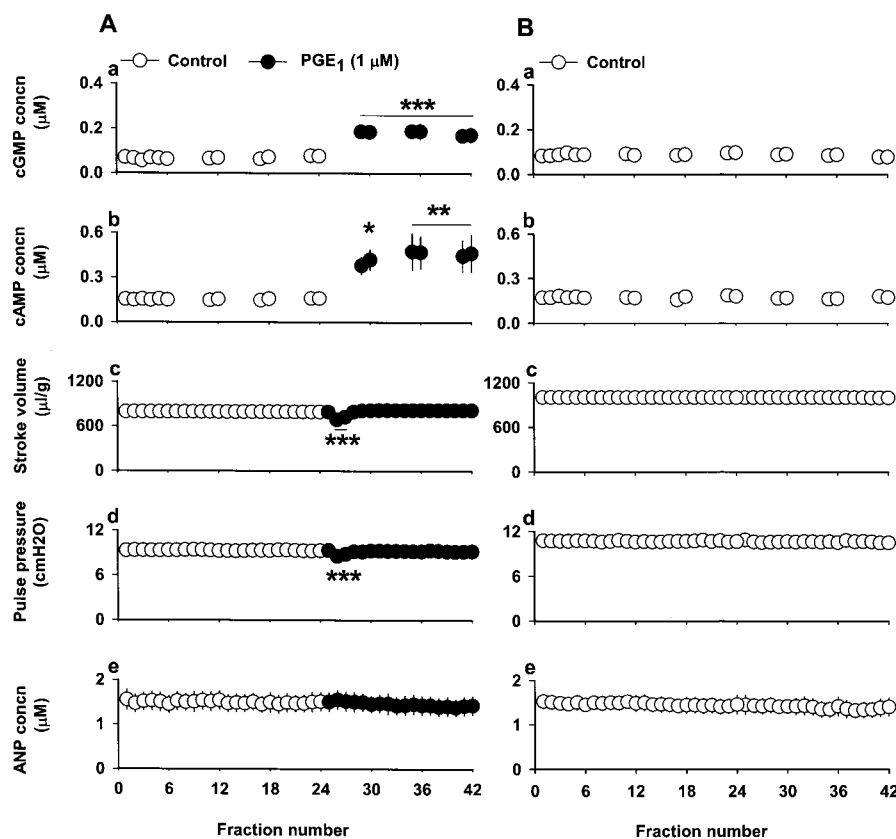 A
B
Control PGE1 (1 μM)
Control
a
cGMP concn
(μM)
0.4
0.2
0.0
***
a
0.4
0.2
0.0
b
cAMP concn
(μM)
0.6
0.3
0.0
*
**
b
0.6
0.3
0.0
c
Stroke volume
(μl/g)
1200
600
0
***
c
1200
600
0
d
Pulse pressure
(cmH2O)
12
6
0
***
d
12
6
0
e
ANP concn
(μM)
2
1
0
e
2
1
0
0 6 12 18 24 30 36 42
0 6 12 18 24 30 36 42
Fraction number
Fraction number